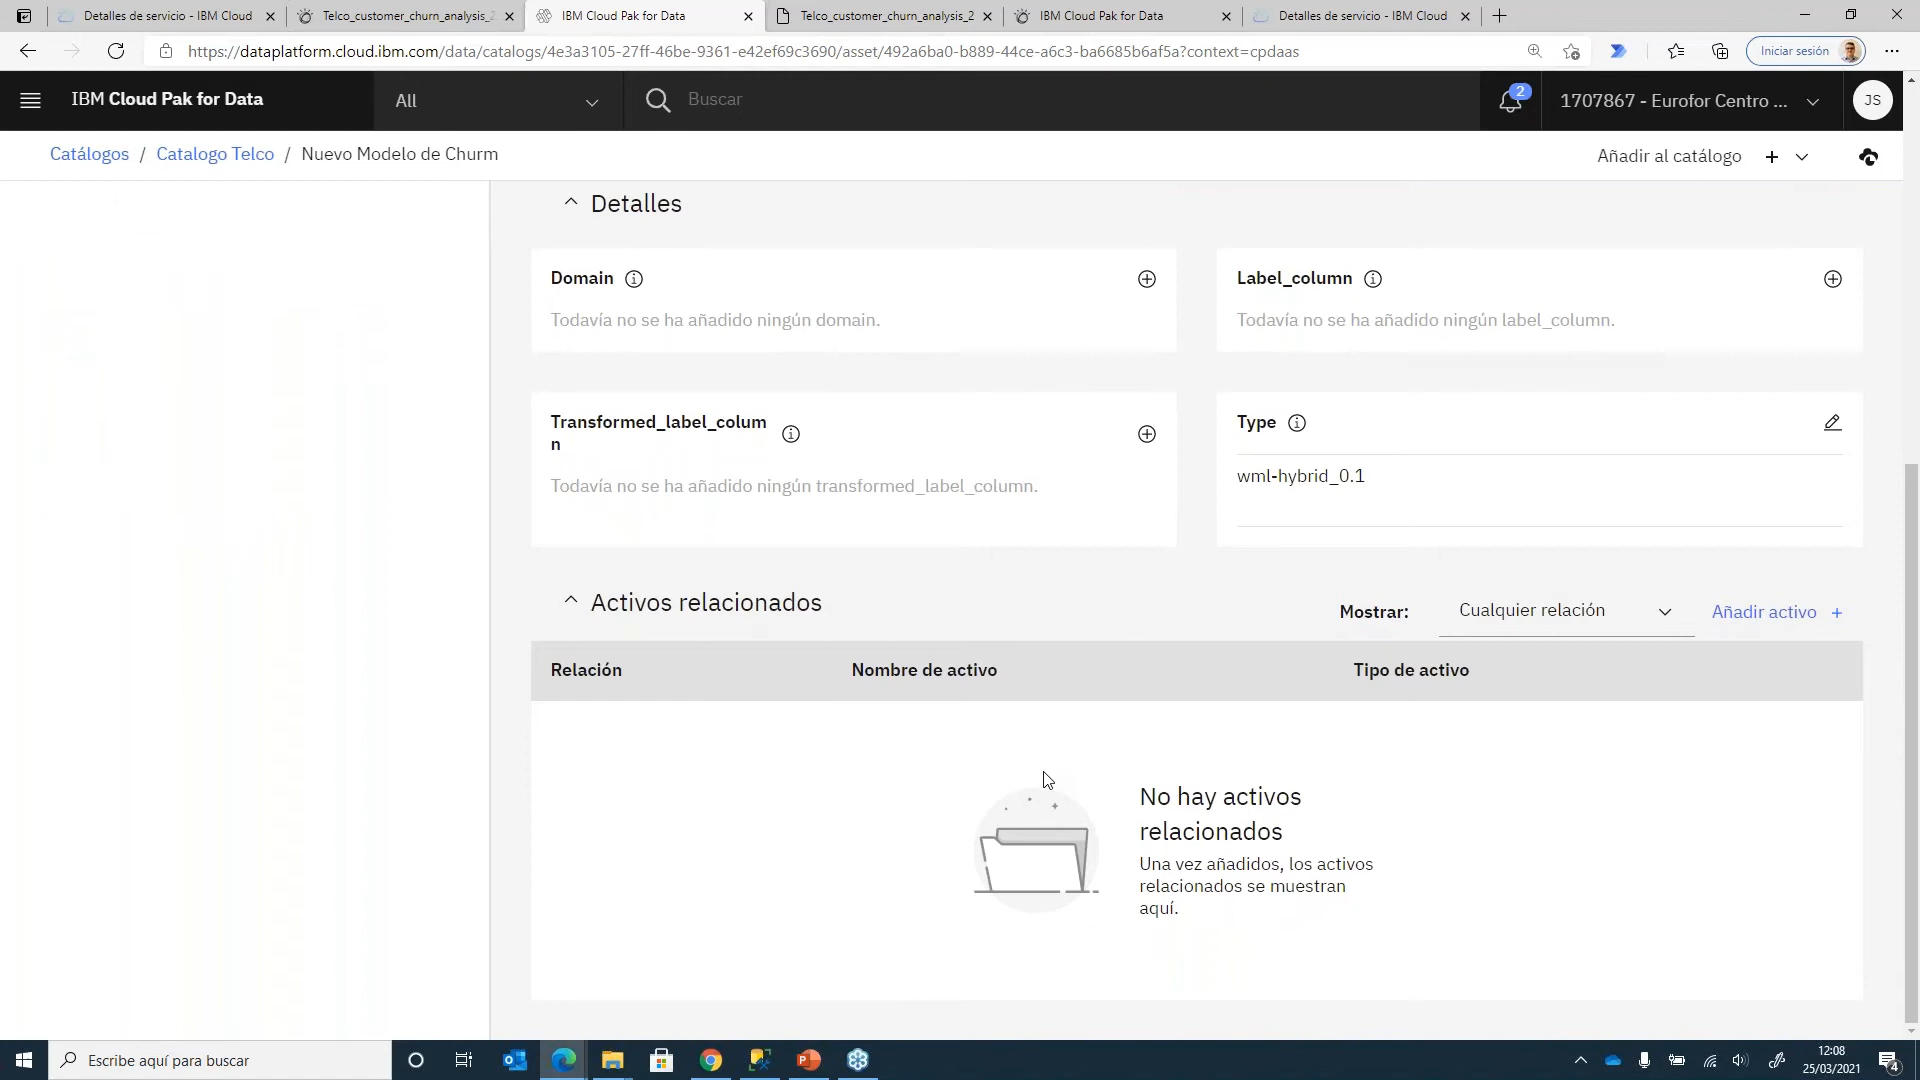 Detalles de servicio - IBM Cloud
Telco_customer_churn_analysis_2
IBM Cloud Pak for Data
Telco_customer_churn_analysis_2
IBM Cloud Pak for Data
Detalles de servicio - IBM Cloud
https://dataplatform.cloud.ibm.com/data/catalogs/4e3a3105-27ff-46be-9361-e42ef69c3690/asset/492a6ba0-b889-44ce-a6c3-ba6685b6af5a?context=cpdaas
Iniciar sesión
IBM Cloud Pak for Data
All
Buscar
2
1707867 - Eurofor Centro ...
JS
Catálogos / Catalogo Telco / Nuevo Modelo de Churm
Añadir al catálogo +
Detalles
Domain
Todavía no se ha añadido ningún domain.
Label_column
Todavía no se ha añadido ningún label_column.
Transformed_label_colum
n
Todavía no se ha añadido ningún transformed_label_column.
Type
wml-hybrid_0.1
Activos relacionados
Mostrar:
Cualquier relación
Añadir activo +
Relación
Nombre de activo
Tipo de activo
No hay activos
relacionados
Una vez añadidos, los activos
relacionados se muestran
aquí.
Escribe aquí para buscar
12:08
25/03/2021
4